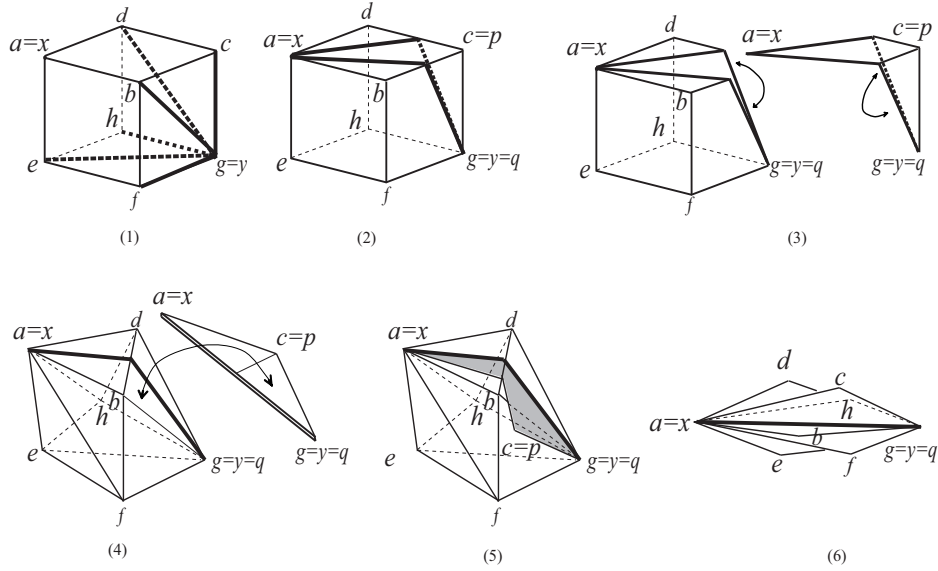 d
a=x
c
b
h
e
g=y
f
(1)
d
a=x
c=p
b
h
e
g=y=q
f
(2)
d
a=x
b
h
e
g=y=q
f
a=x
c=p
g=y=q
(3)
a=x
d
a=x
c=p
b
h
e
g=y=q
g=y=q
f
(4)
d
a=x
b
h
c=p
e
g=y=q
f
(5)
d
c
h
a=x
b
g=y=q
e
f
(6)